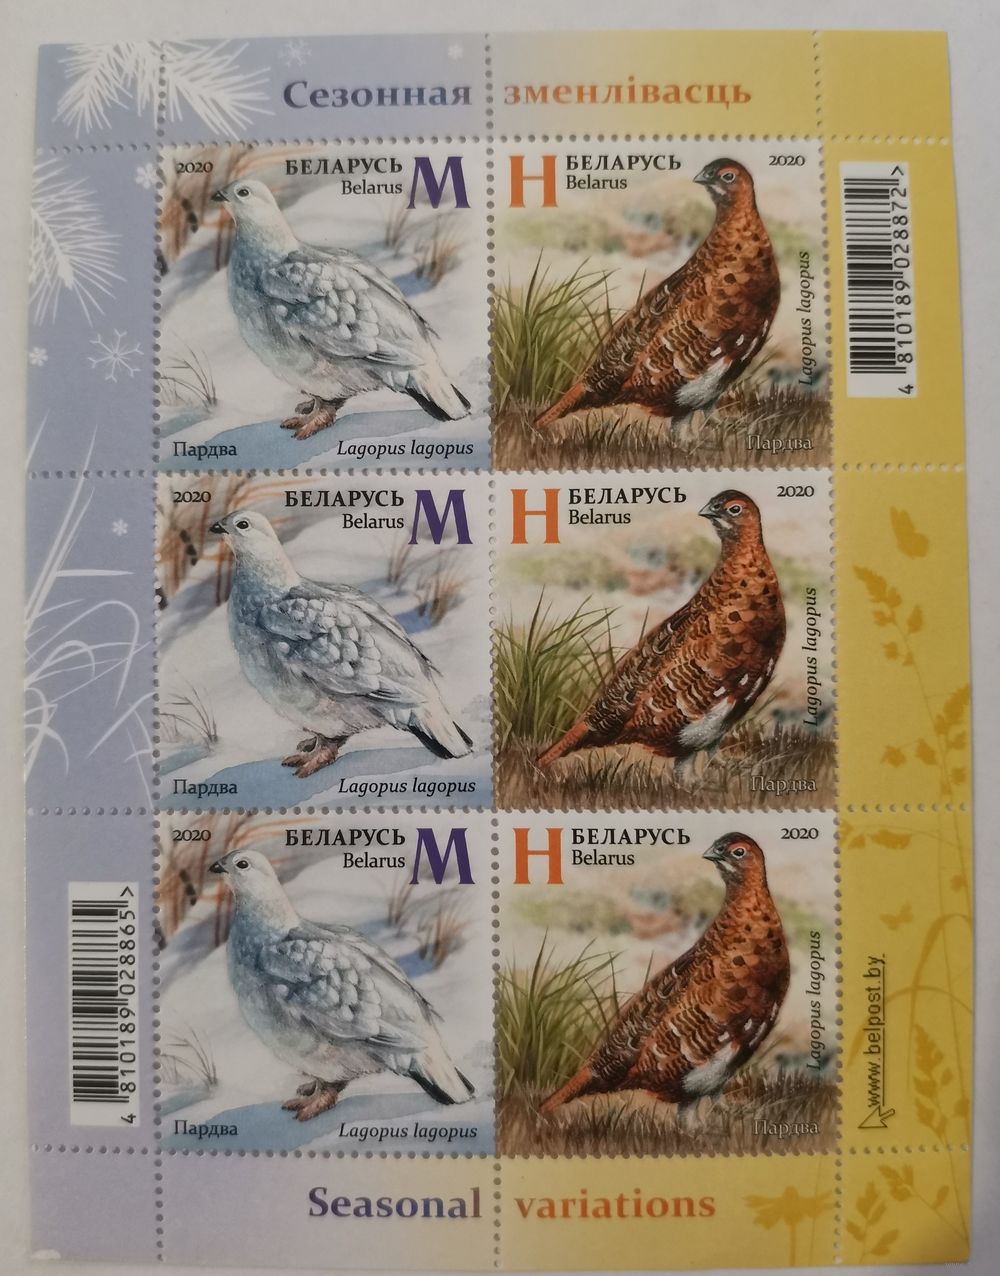 Сезонная зменлівасць
2020 БЕЛАРУСЬ М
Belarus
Пардва Lagopus lagopus
Н БЕЛАРУСЬ 2020
Belarus
Lagopus lagopus
Пардва
4 810189 028872 >
2020 БЕЛАРУСЬ М
Belarus
Пардва Lagopus lagopus
Н БЕЛАРУСЬ 2020
Belarus
Lagopus lagopus
Пардва
2020 БЕЛАРУСЬ М
Belarus
Пардва Lagopus lagopus
Н БЕЛАРУСЬ 2020
Belarus
Lagopus lagopus
Пардва
4 810189 028865 >
www.belpost.by
Seasonal variations